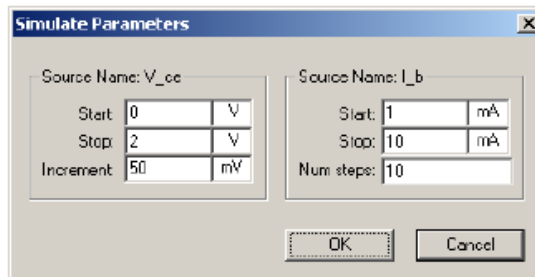 Simulate Parameters
Source Name: V_ce
Start: 0 V
Stop: 2 V
Increment: 50 mV
Source Name: I_b
Start: 1 mA
Stop: 10 mA
Num steps: 10
OK
Cancel